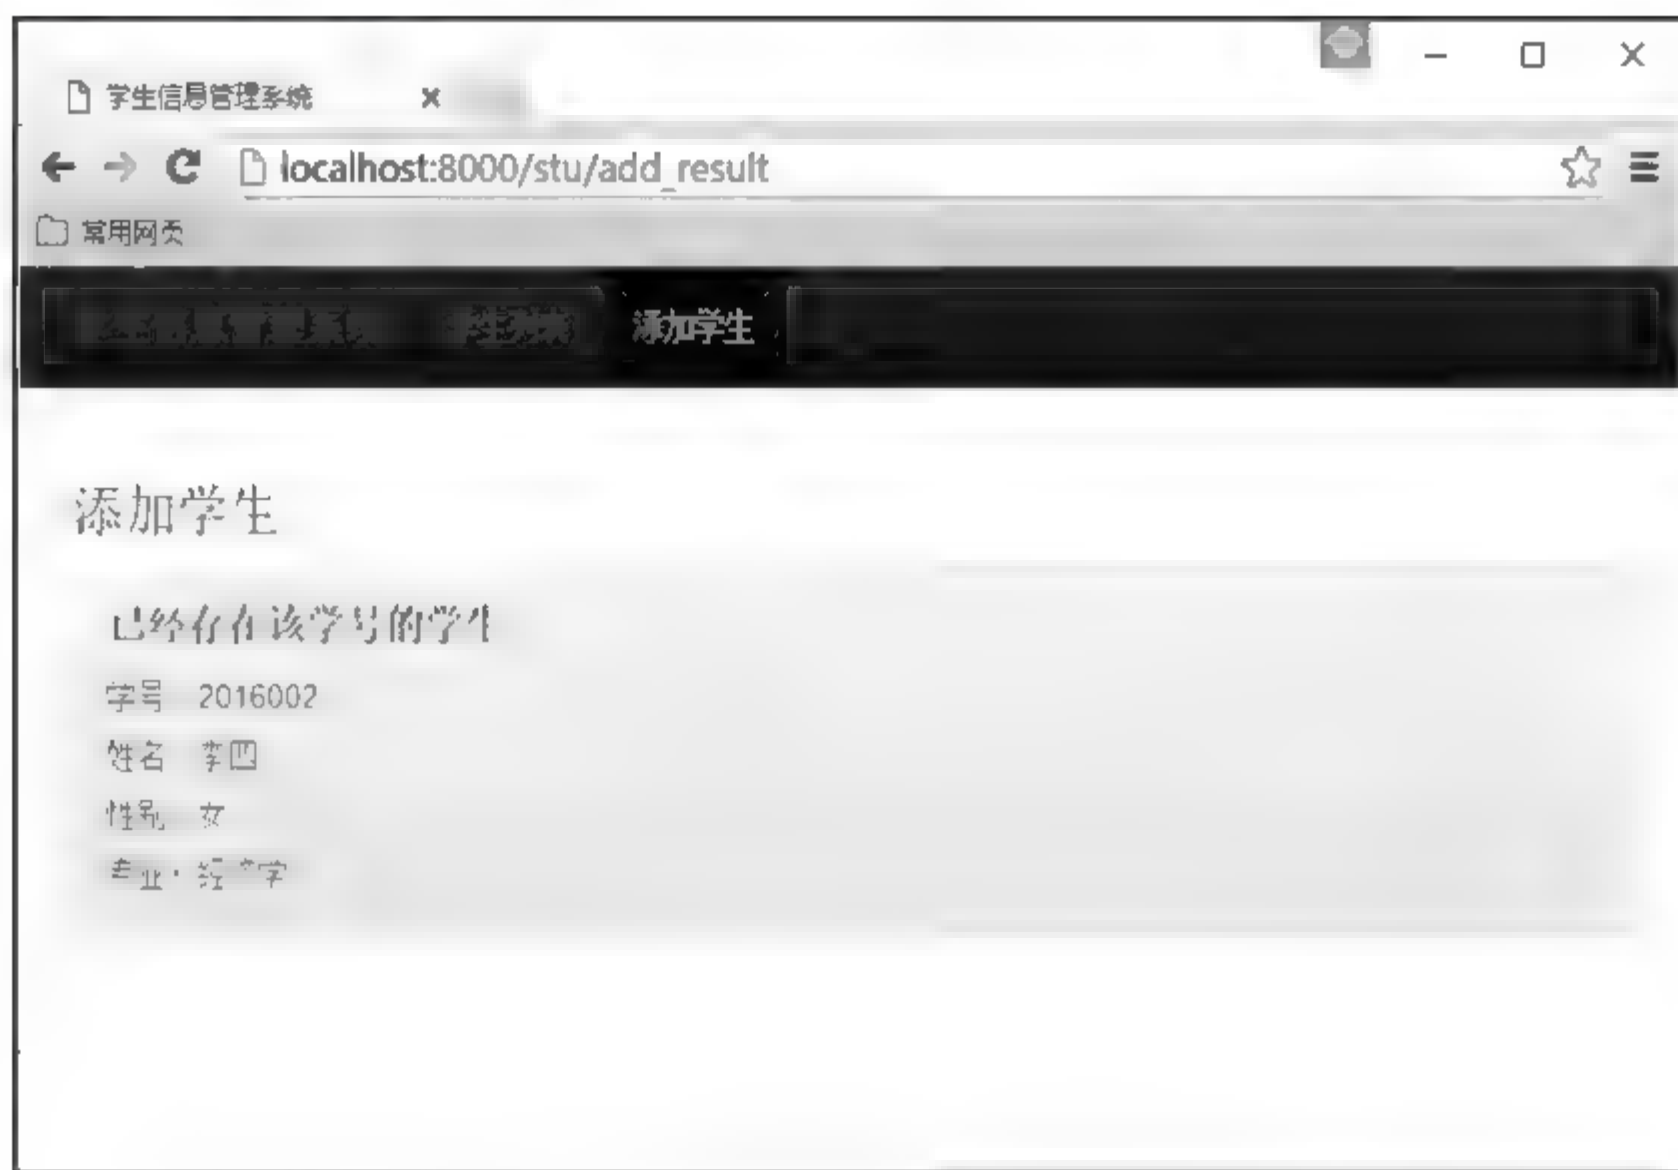 学生信息管理系统
localhost:8000/stu/add_result
常用网页
添加学生
添加学生
已经存在该学号的学生
学号 2016002
姓名 李四
性别 女
专业